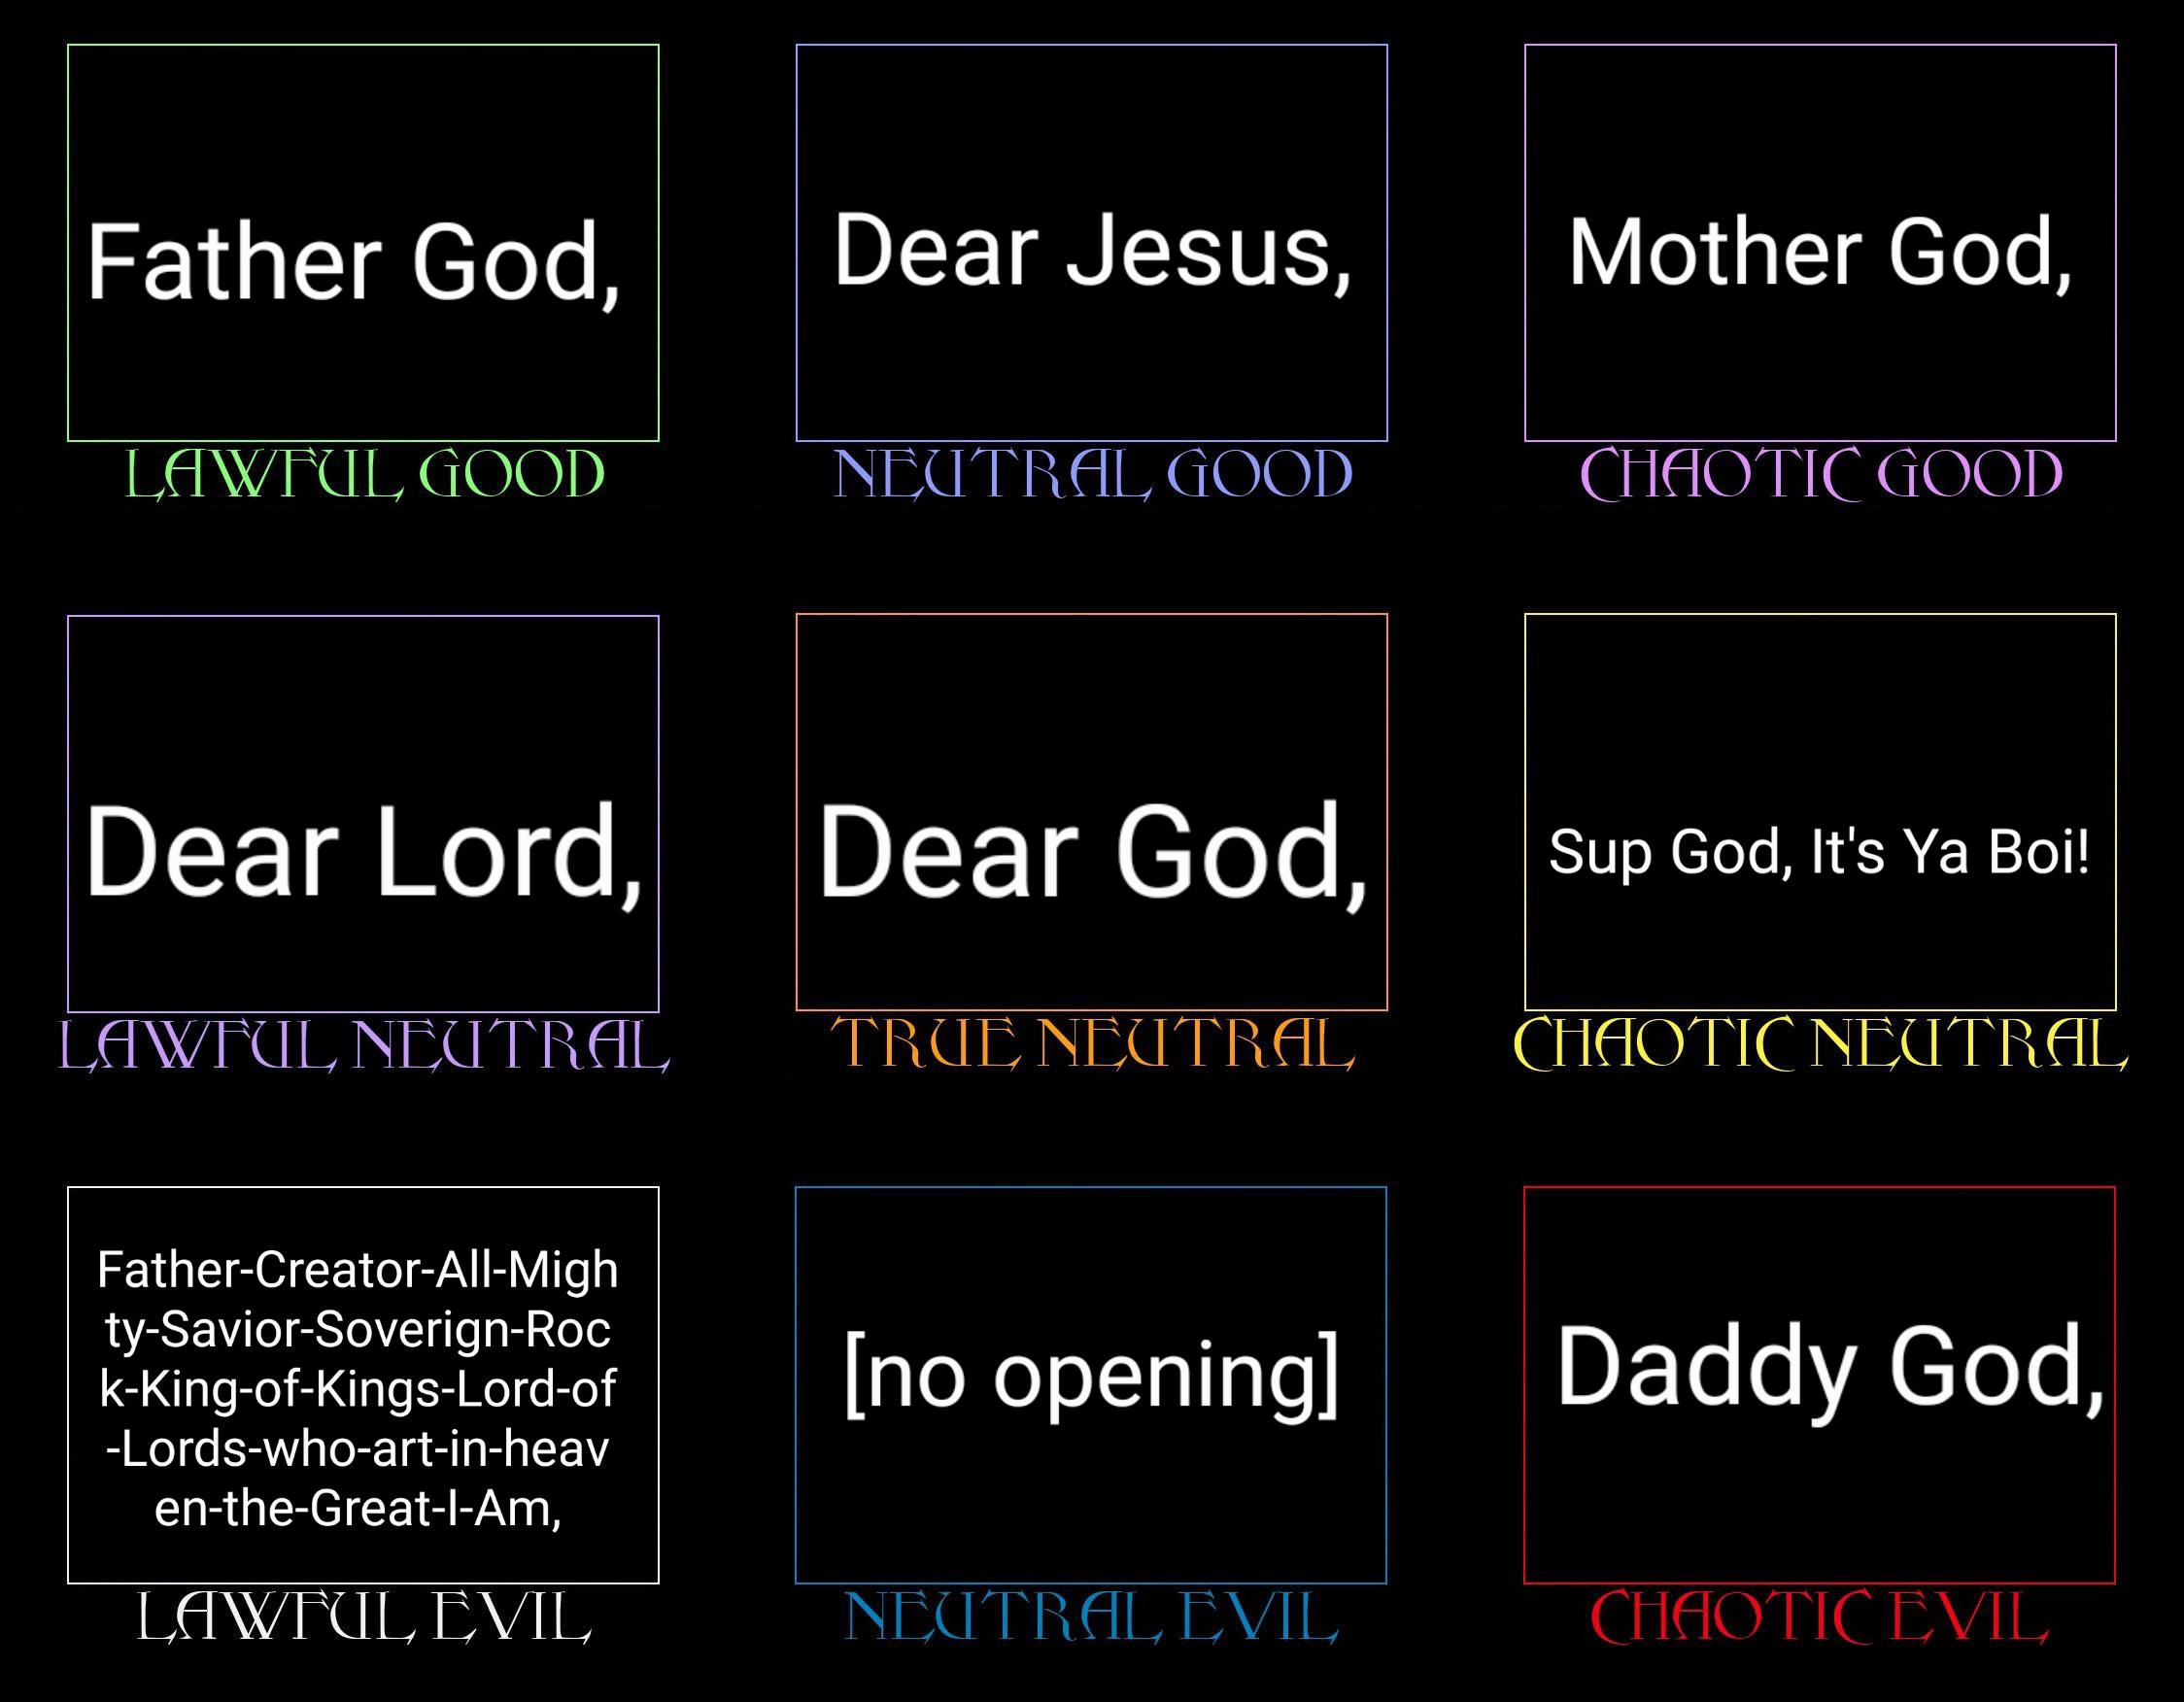 Father God,
LAWFUL GOOD
Dear Jesus,
NEUTRAL GOOD
Mother God,
CHAOTIC GOOD
Dear Lord,
LAWFUL NEUTRAL
Dear God,
TRUE NEUTRAL
Sup God, It's Ya Boi!
CHAOTIC NEUTRAL
Father-Creator-All-Migh
ty-Savior-Soverign-Roc
k-King-of-Kings-Lord-of
-Lords-who-art-in-heav
en-the-Great-I-Am,
LAWFUL EVIL
[no opening]
NEUTRAL EVIL
Daddy God,
CHAOTIC EVIL